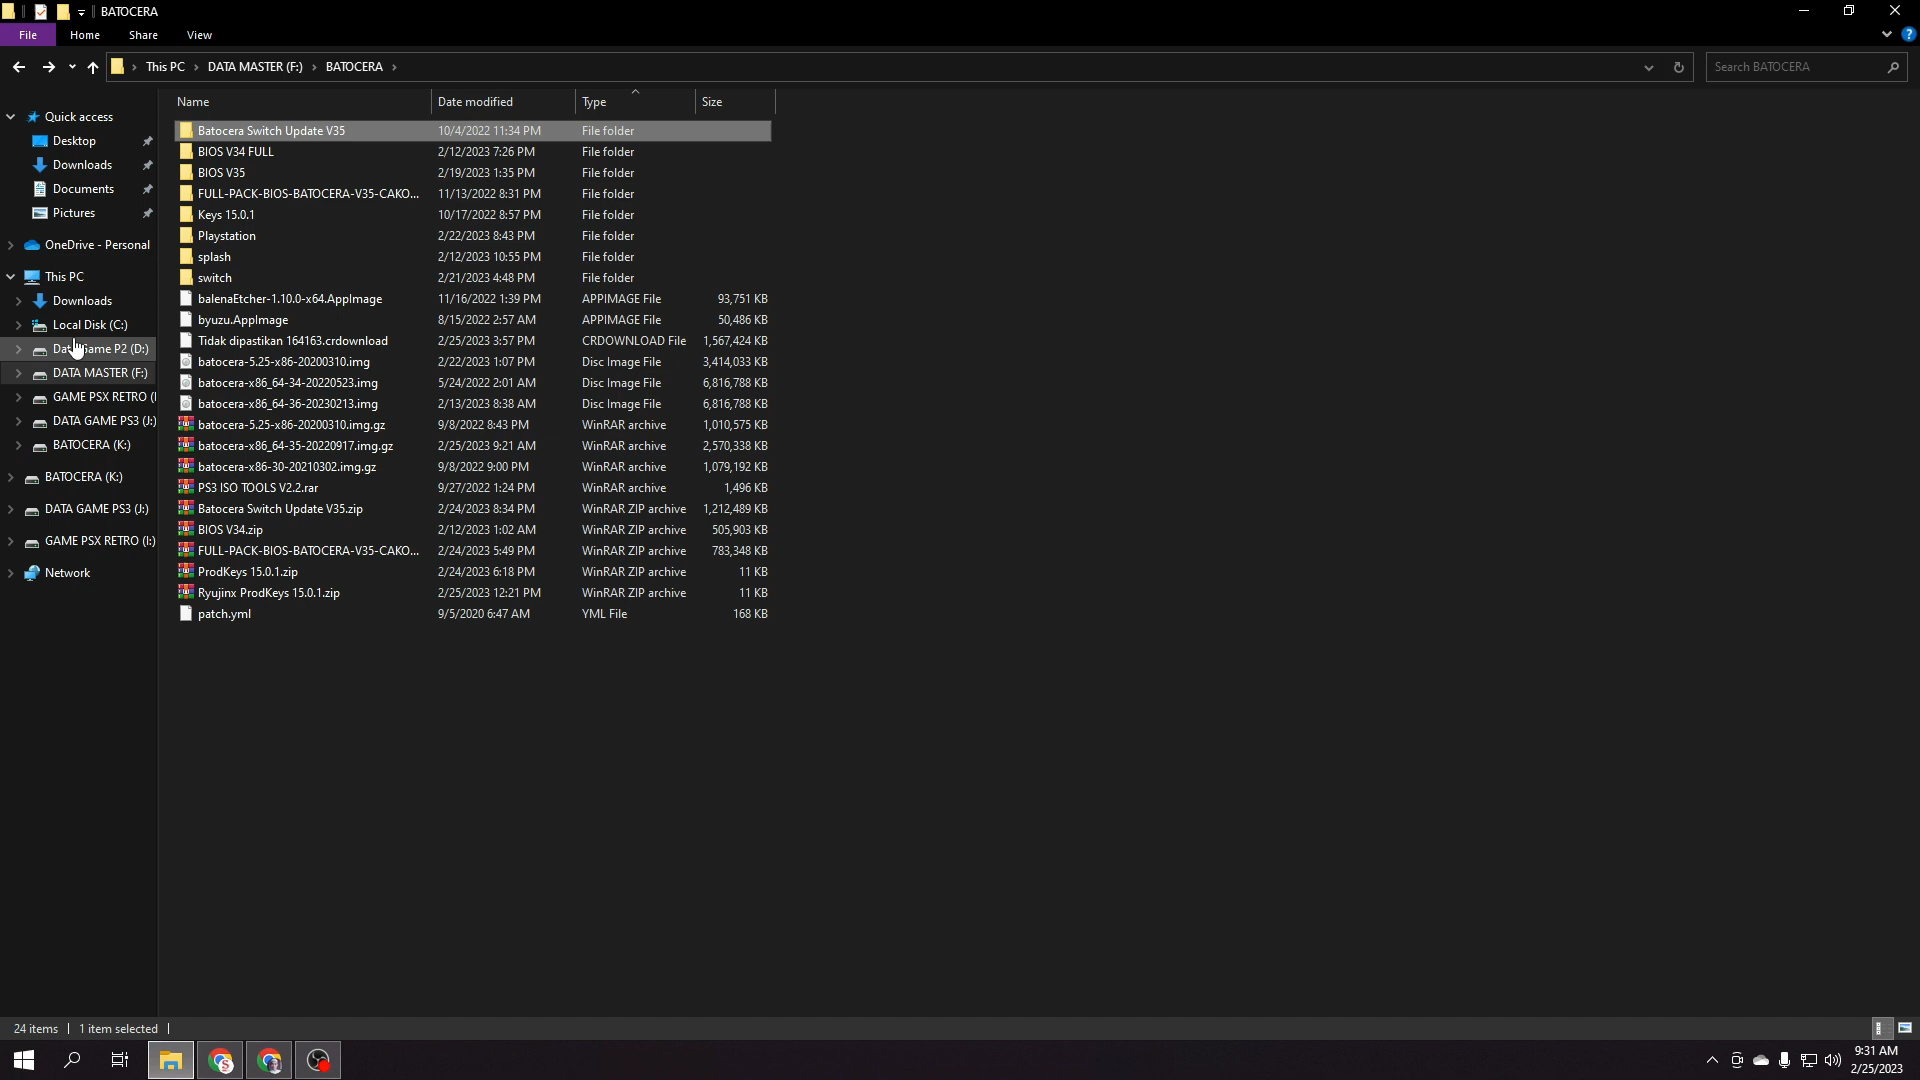 BATOCERA
File Home Share View
This PC DATA MASTER (F:) BATOCERA
Search BATOCERA
Name Date modified Type Size
Quick access
Desktop
Downloads
Documents
Pictures
OneDrive - Personal
This PC
Downloads
Local Disk (C:)
Data Game P2 (D:)
DATA MASTER (F:)
GAME PSX RETRO (I
DATA GAME PS3 (J:)
BATOCERA (K:)
BATOCERA (K:)
DATA GAME PS3 (J:)
GAME PSX RETRO (I:)
Network
Batocera Switch Update V35 10/4/2022 11:34 PM File folder
BIOS V34 FULL 2/12/2023 7:26 PM File folder
BIOS V35 2/19/2023 1:35 PM File folder
FULL-PACK-BIOS-BATOCERA-V35-CAKO... 11/13/2022 8:31 PM File folder
Keys 15.0.1 10/17/2022 8:57 PM File folder
Playstation 2/22/2023 8:43 PM File folder
splash 2/12/2023 10:55 PM File folder
switch 2/21/2023 4:48 PM File folder
balenaEtcher-1.10.0-x64.AppImage 11/16/2022 1:39 PM APPIMAGE File 93,751 KB
byuzu.AppImage 8/15/2022 2:57 AM APPIMAGE File 50,486 KB
Tidak dipastikan 164163.crdownload 2/25/2023 3:57 PM CRDOWNLOAD File 1,567,424 KB
batocera-5.25-x86-20200310.img 2/22/2023 1:07 PM Disc Image File 3,414,033 KB
batocera-x86_64-34-20220523.img 5/24/2022 2:01 AM Disc Image File 6,816,788 KB
batocera-x86_64-36-20230213.img 2/13/2023 8:38 AM Disc Image File 6,816,788 KB
batocera-5.25-x86-20200310.img.gz 9/8/2022 8:43 PM WinRAR archive 1,010,575 KB
batocera-x86_64-35-20220917.img.gz 2/25/2023 9:21 AM WinRAR archive 2,570,338 KB
batocera-x86-30-20210302.img.gz 9/8/2022 9:00 PM WinRAR archive 1,079,192 KB
PS3 ISO TOOLS V2.2.rar 9/27/2022 1:24 PM WinRAR archive 1,496 KB
Batocera Switch Update V35.zip 2/24/2023 8:34 PM WinRAR ZIP archive 1,212,489 KB
BIOS V34.zip 2/12/2023 1:02 AM WinRAR ZIP archive 505,903 KB
FULL-PACK-BIOS-BATOCERA-V35-CAKO... 2/24/2023 5:49 PM WinRAR ZIP archive 783,348 KB
ProdKeys 15.0.1.zip 2/24/2023 6:18 PM WinRAR ZIP archive 11 KB
Ryujinx ProdKeys 15.0.1.zip 2/25/2023 12:21 PM WinRAR ZIP archive 11 KB
patch.yml 9/5/2020 6:47 AM YML File 168 KB
24 items 1 item selected
9:31 AM
2/25/2023